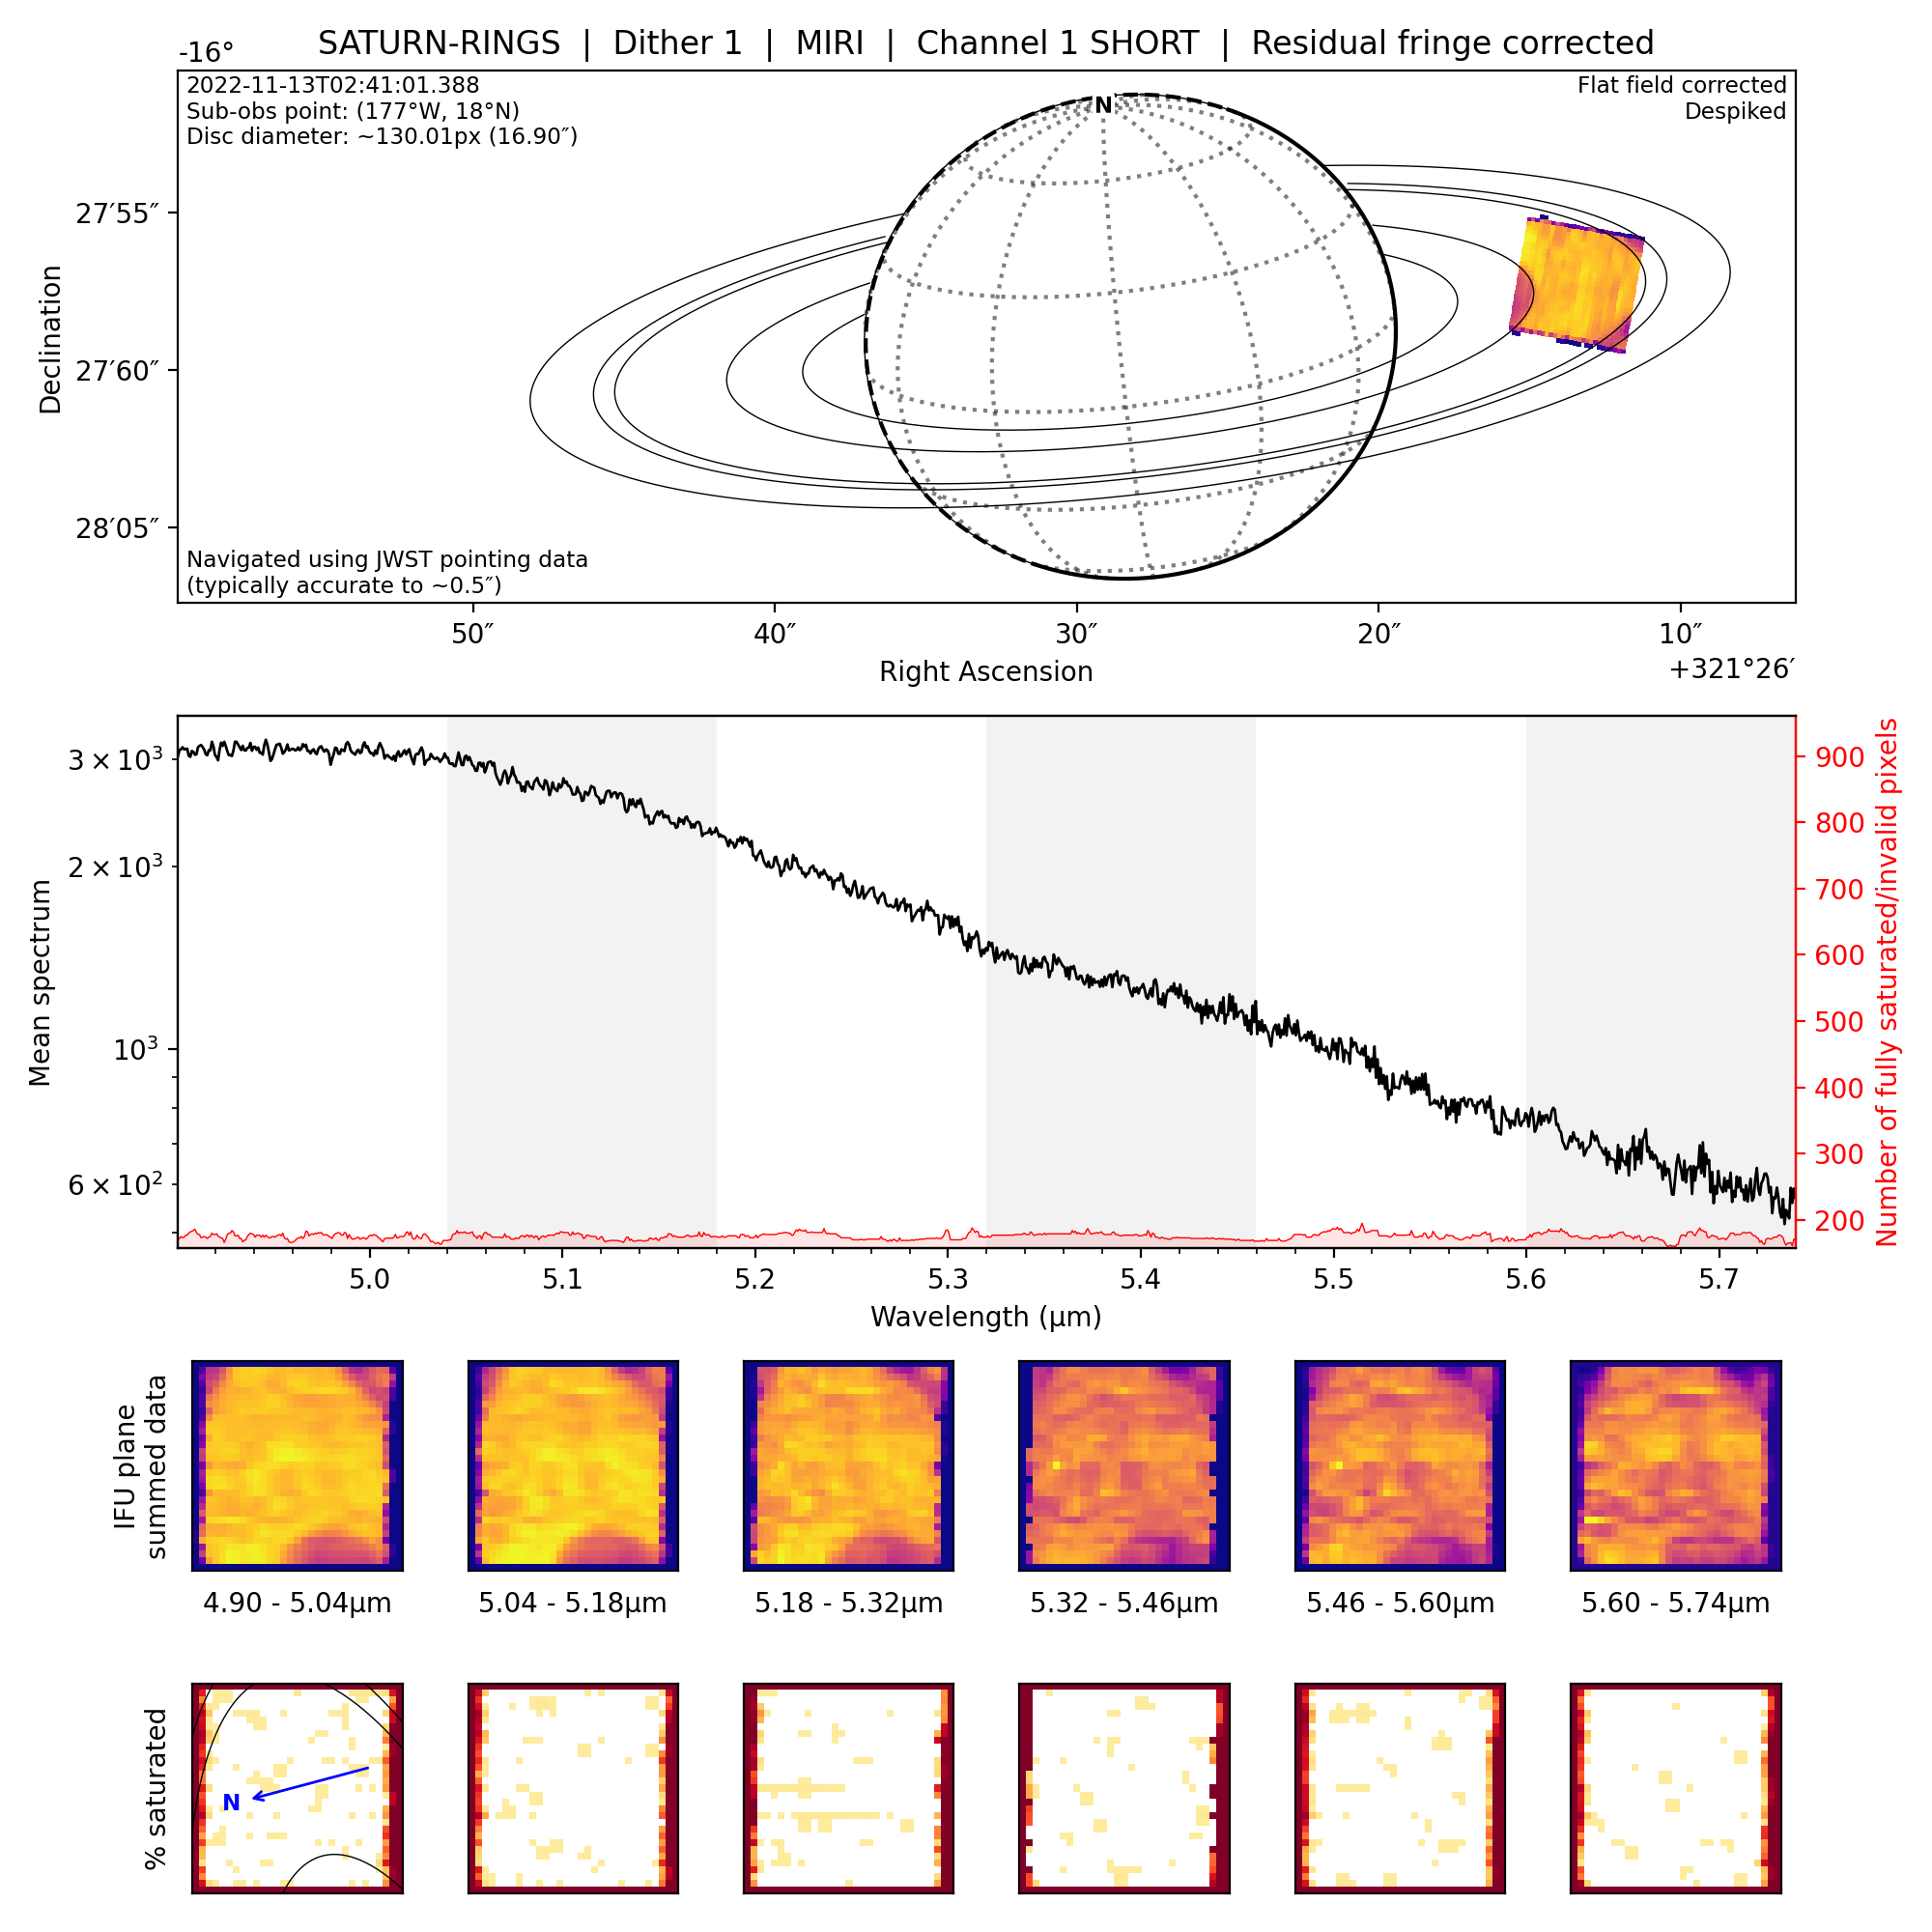 SATURN-RINGS | Dither 1 | MIRI | Channel 1 SHORT | Residual fringe corrected
-16°
2022-11-13T02:41:01.388
Sub-obs point: (177°W, 18°N)
Disc diameter: ~130.01px (16.90″)
Flat field corrected
Despiked
N
27′55″
27′60″
28′05″
Declination
Navigated using JWST pointing data
(typically accurate to ~0.5″)
50″ 40″ 30″ 20″ 10″
Right Ascension
+321°26′
3 × 10³
2 × 10³
10³
6 × 10²
Mean spectrum
900
800
700
600
500
400
300
200
Number of fully saturated/invalid pixels
5.0 5.1 5.2 5.3 5.4 5.5 5.6 5.7
Wavelength (µm)
IFU plane
summed data
4.90 - 5.04µm 5.04 - 5.18µm 5.18 - 5.32µm 5.32 - 5.46µm 5.46 - 5.60µm 5.60 - 5.74µm
% saturated
N